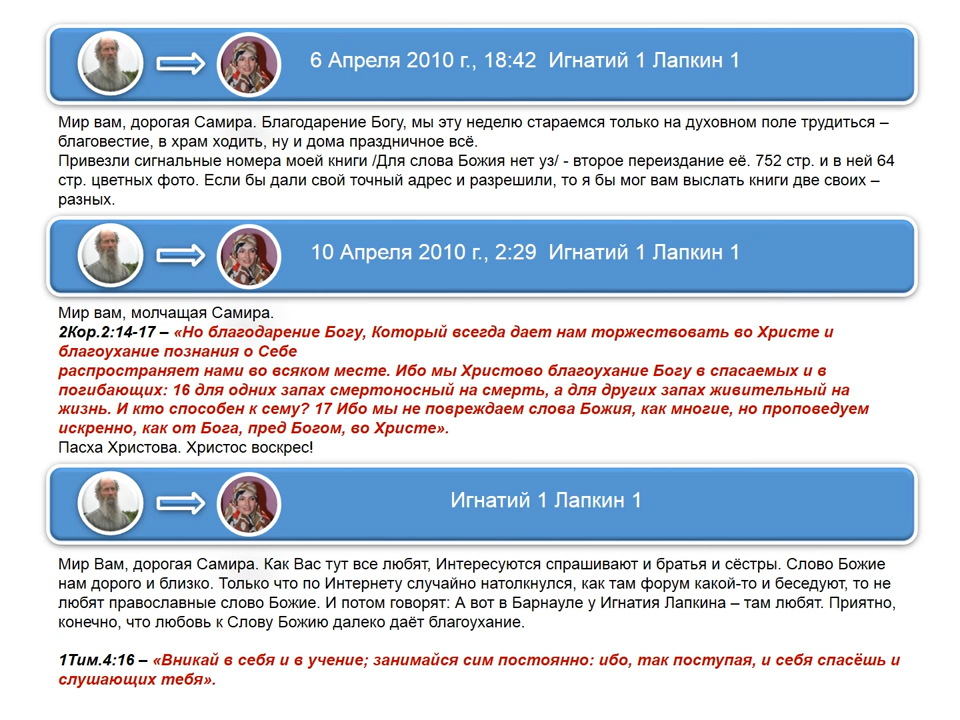 6 Апреля 2010 г., 18:42  Игнатий 1 Лапкин 1
Мир вам, дорогая Самира. Благодарение Богу, мы эту неделю стараемся только на духовном поле трудиться –
благовестие, в храм ходить, ну и дома праздничное всё.
Привезли сигнальные номера моей книги /Для слова Божия нет уз/ - второе переиздание её. 752 стр. и в ней 64
стр. цветных фото. Если бы дали свой точный адрес и разрешили, то я бы мог вам выслать книги две своих –
разных.
10 Апреля 2010 г., 2:29  Игнатий 1 Лапкин 1
Мир вам, молчащая Самира.
2Кор.2:14-17 – «Но благодарение Богу, Который всегда дает нам торжествовать во Христе и
благоухание познания о Себе
распространяет нами во всяком месте. Ибо мы Христово благоухание Богу в спасаемых и в
погибающих: 16 для одних запах смертоносный на смерть, а для других запах живительный на
жизнь. И кто способен к сему? 17 Ибо мы не повреждаем слова Божия, как многие, но проповедуем
искренно, как от Бога, пред Богом, во Христе».
Пасха Христова. Христос воскрес!
Игнатий 1 Лапкин 1
Мир Вам, дорогая Самира. Как Вас тут все любят, Интересуются спрашивают и братья и сёстры. Слово Божие
нам дорого и близко. Только что по Интернету случайно натолкнулся, как там форум какой-то и беседуют, то не
любят православные слово Божие. И потом говорят: А вот в Барнауле у Игнатия Лапкина – там любят. Приятно,
конечно, что любовь к Слову Божию далеко даёт благоухание.
1Тим.4:16 – «Вникай в себя и в учение; занимайся сим постоянно: ибо, так поступая, и себя спасёшь и
слушающих тебя».